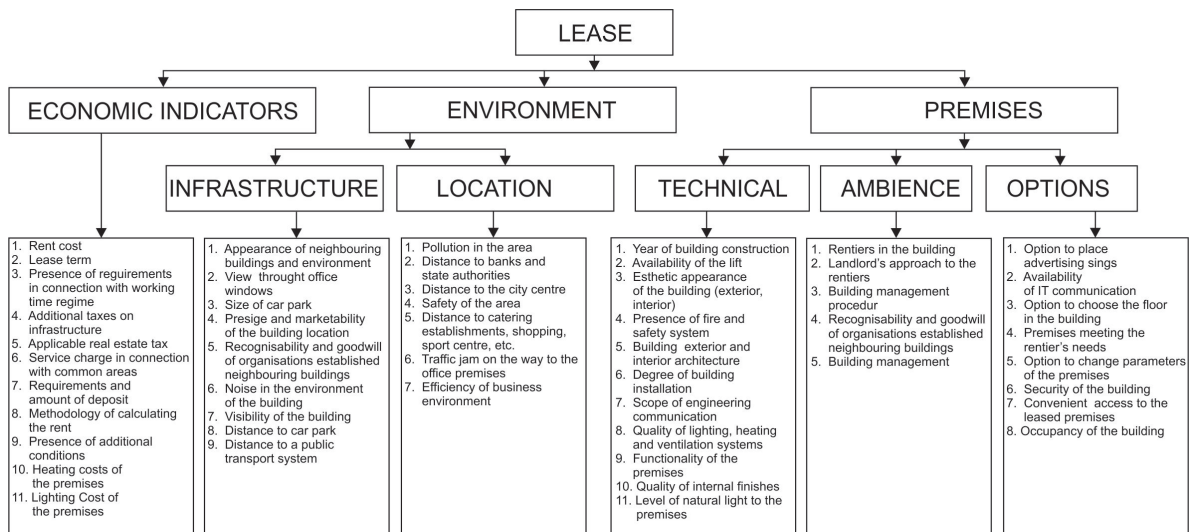 LEASE
ECONOMIC INDICATORS
ENVIRONMENT
PREMISES
INFRASTRUCTURE
LOCATION
TECHNICAL
AMBIENCE
OPTIONS
1. Rent cost
2. Lease term
3. Presence of reguirements
in connection with working
time regime
4. Additional taxes on
infrastructure
5. Applicable real estate tax
6. Service charge in connection
with common areas
7. Requirements and
amount of deposit
8. Methodology of calculating
the rent
9. Presence of additional
conditions
10. Heating costs of
the premises
11. Lighting Cost of
the premises
1. Appearance of neighbouring
buildings and environment
2. View throught office
windows
3. Size of car park
4. Presige and marketability
of the building location
5. Recognisability and goodwill
of organisations established
neighbouring buildings
6. Noise in the environment
of the building
7. Visibility of the building
8. Distance to car park
9. Distance to a public
transport system
1. Pollution in the area
2. Distance to banks and
state authorities
3. Distance to the city centre
4. Safety of the area
5. Distance to catering
establishments, shopping,
sport centre, etc.
6. Traffic jam on the way to the
office premises
7. Efficiency of business
environment
1. Year of building construction
2. Availability of the lift
3. Esthetic appearance
of the building (exterior,
interior)
4. Presence of fire and
safety system
5. Building exterior and
interior architecture
6. Degree of building
installation
7. Scope of engineering
communication
8. Quality of lighting, heating
and ventilation systems
9. Functionality of the
premises
10. Quality of internal finishes
11. Level of natural light to the
premises
1. Rentiers in the building
2. Landlord's approach to the
rentiers
3. Building management
procedur
4. Recognisability and goodwill
of organisations established
neighbouring buildings
5. Building management
1. Option to place
advertising sings
2. Availability
of IT communication
3. Option to choose the floor
in the building
4. Premises meeting the
rentier's needs
5. Option to change parameters
of the premises
6. Security of the building
7. Convenient access to the
leased premises
8. Occupancy of the building